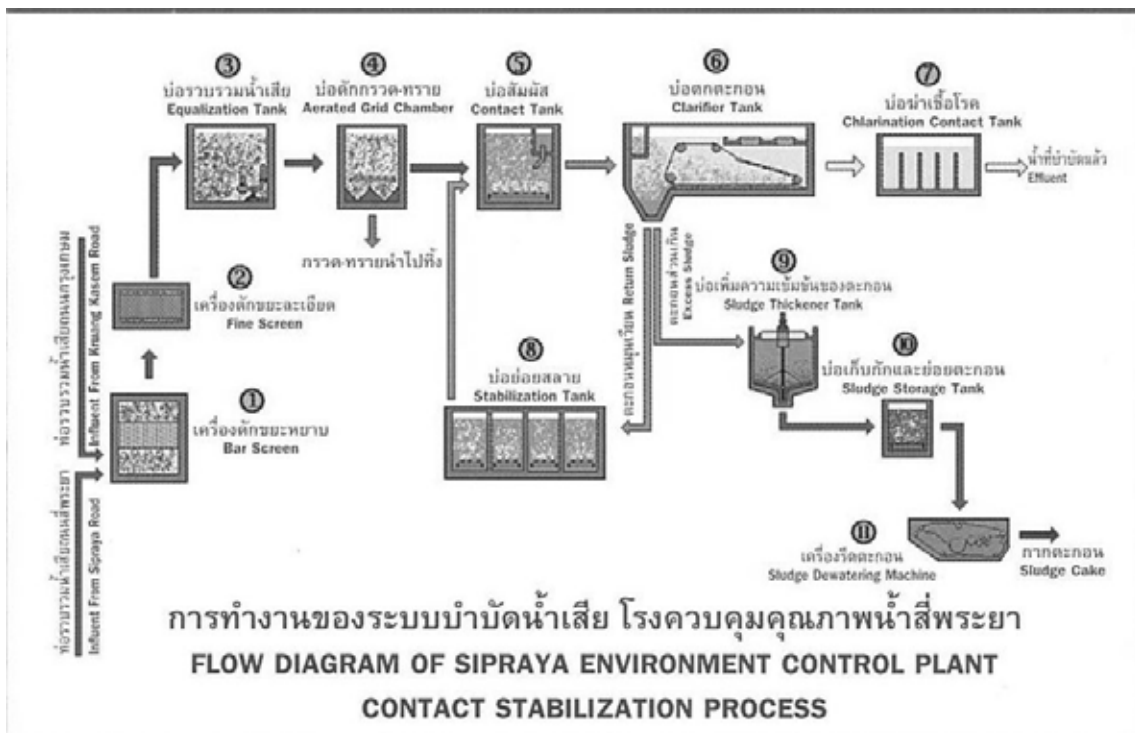 ③
บ่อรวบรวมน้ำเสีย
Equalization Tank
④
บ่อดักกรวด-ทราย
Aerated Grid Chamber
⑤
บ่อสัมผัส
Contact Tank
⑥
บ่อตกตะกอน
Clarifier Tank
⑦
บ่อฆ่าเชื้อโรค
Chlarination Contact Tank
น้ำที่บำบัดแล้ว
Effluent
กรวด-ทรายนำไปทิ้ง
②
เครื่องดักขยะละเอียด
Fine Screen
①
เครื่องดักขยะหยาบ
Bar Screen
ท่อรวบรวมน้ำเสียถนนกรุงเกษม
Influent From Kruang Kasem Road
ท่อรวบรวมน้ำเสียถนนสี่พระยา
Influent From Sipraya Road
⑧
บ่อย่อยสลาย
Stabilization Tank
ตะกอนหมุนเวียน Return Sludge
ตะกอนส่วนเกิน
Excess Sludge
⑨
บ่อเพิ่มความเข้มข้นของตะกอน
Sludge Thickener Tank
⑩
บ่อเก็บกักและย่อยตะกอน
Sludge Storage Tank
⑪
เครื่องรีดตะกอน
Sludge Dewatering Machine
กากตะกอน
Sludge Cake
การทำงานของระบบบำบัดน้ำเสีย โรงควบคุมคุณภาพน้ำสี่พระยา
FLOW DIAGRAM OF SIPRAYA ENVIRONMENT CONTROL PLANT
CONTACT STABILIZATION PROCESS